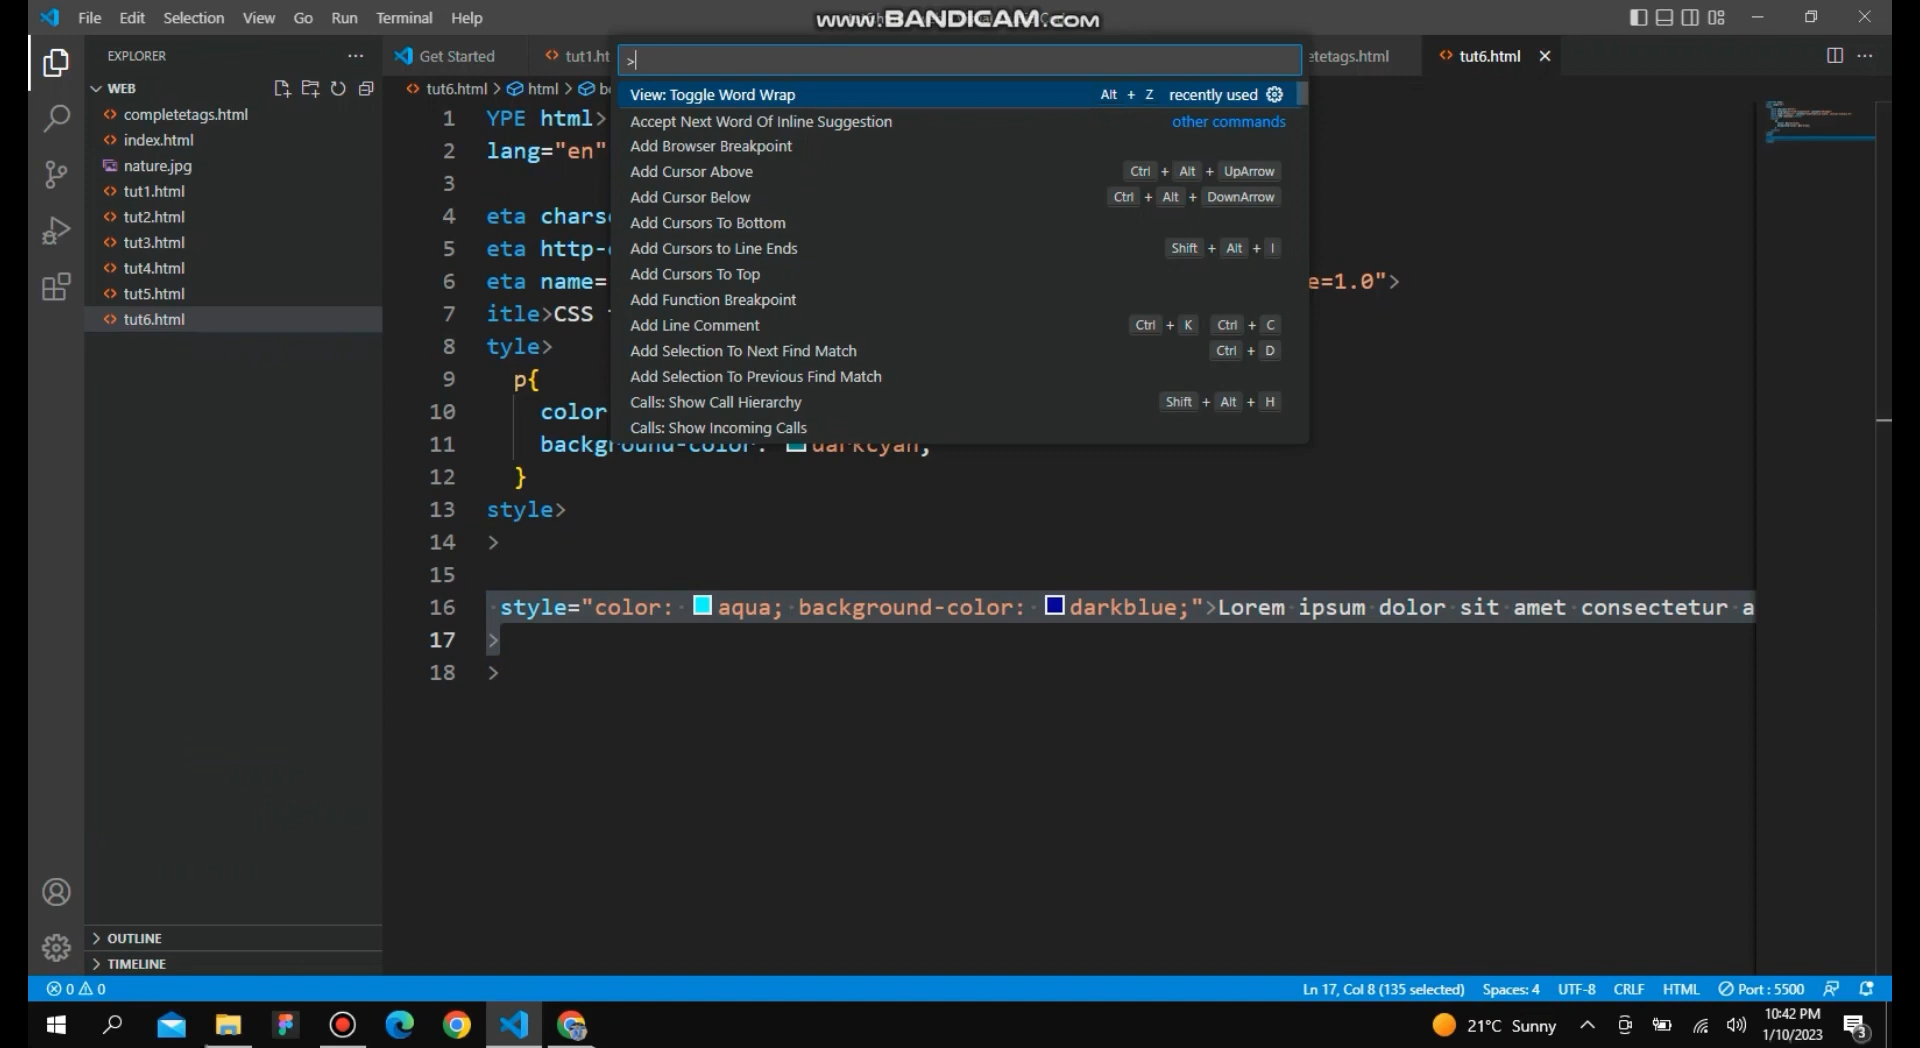 File Edit Selection View Go Run Terminal Help
www.BANDICAM.com
EXPLORER
Get Started
tut1.ht
etetags.html
tut6.html
>
WEB
tut6.html > html >
completetags.html
index.html
nature.jpg
tut1.html
tut2.html
tut3.html
tut4.html
tut5.html
tut6.html
View: Toggle Word Wrap Alt + Z recently used
Accept Next Word Of Inline Suggestion other commands
Add Browser Breakpoint
Add Cursor Above Ctrl + Alt + UpArrow
Add Cursor Below Ctrl + Alt + DownArrow
Add Cursors To Bottom
Add Cursors to Line Ends Shift + Alt + I
Add Cursors To Top
Add Function Breakpoint
Add Line Comment Ctrl + K Ctrl + C
Add Selection To Next Find Match Ctrl + D
Add Selection To Previous Find Match
Calls: Show Call Hierarchy Shift + Alt + H
Calls: Show Incoming Calls
1 YPE html>
2 lang="en"
3
4 eta charse
5 eta http-
6 eta name= e=1.0">
7 itle>CSS
8 tyle>
9 p{
10 color
11 background-color: darkcyan;
12 }
13 style>
14 >
15
16 style="color: aqua; background-color: darkblue;">Lorem ipsum dolor sit amet consectetur a
17 >
18 >
OUTLINE
TIMELINE
0 0
Ln 17, Col 8 (135 selected) Spaces: 4 UTF-8 CRLF HTML Port : 5500
21°C Sunny
10:42 PM
1/10/2023
3